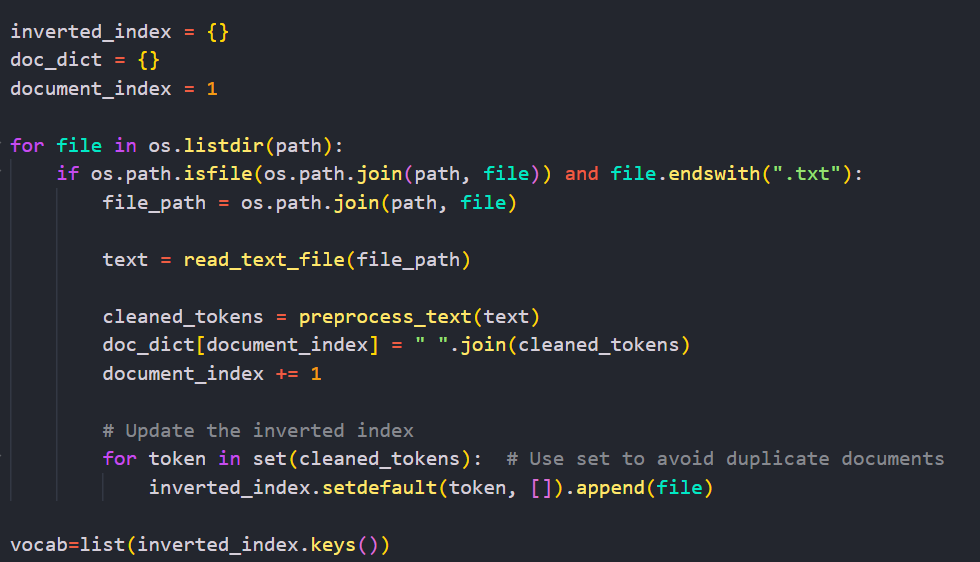 inverted_index = {}
doc_dict = {}
document_index = 1
for file in os.listdir(path):
    if os.path.isfile(os.path.join(path, file)) and file.endswith(".txt"):
        file_path = os.path.join(path, file)
        text = read_text_file(file_path)
        cleaned_tokens = preprocess_text(text)
        doc_dict[document_index] = " ".join(cleaned_tokens)
        document_index += 1
        # Update the inverted index
        for token in set(cleaned_tokens):  # Use set to avoid duplicate documents
            inverted_index.setdefault(token, []).append(file)
vocab=list(inverted_index.keys())